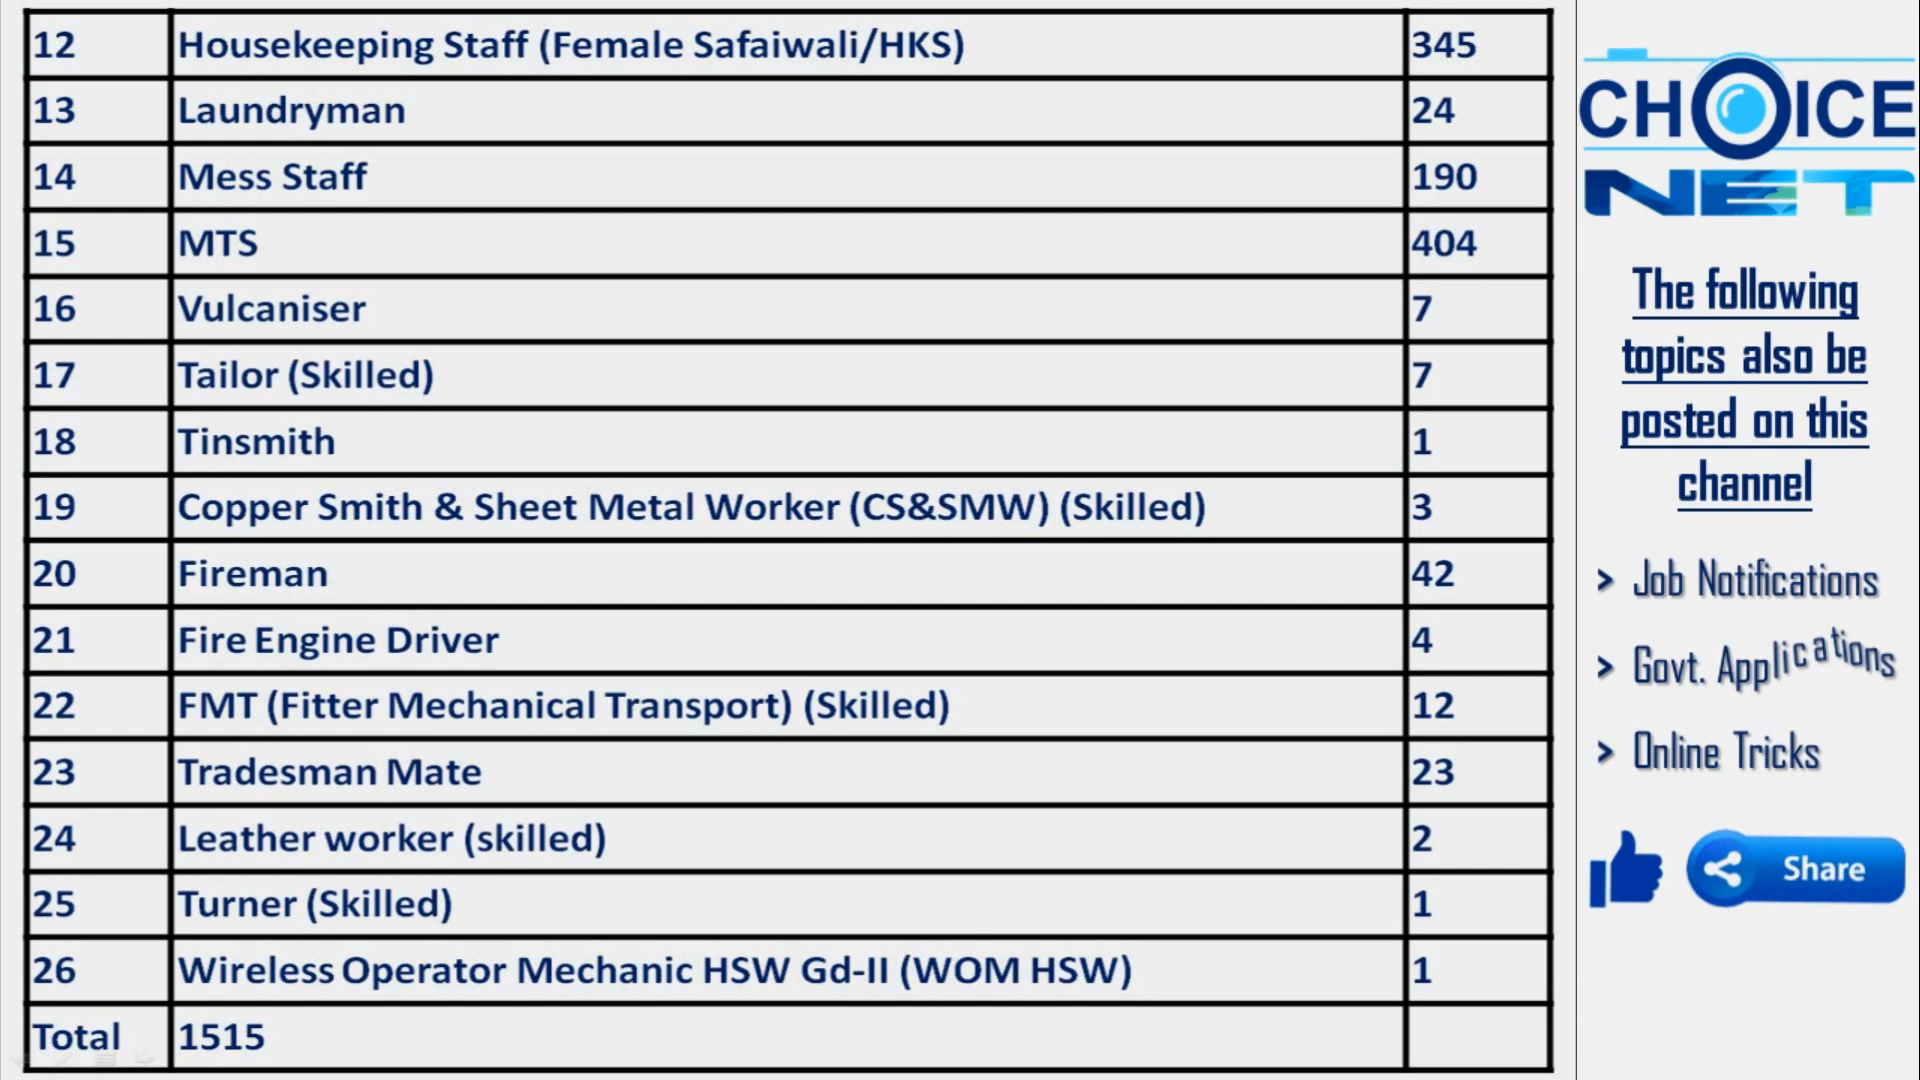 12 Housekeeping Staff (Female Safaiwali/HKS) 345
13 Laundryman 24
14 Mess Staff 190
15 MTS 404
16 Vulcaniser 7
17 Tailor (Skilled) 7
18 Tinsmith 1
19 Copper Smith & Sheet Metal Worker (CS&SMW) (Skilled) 3
20 Fireman 42
21 Fire Engine Driver 4
22 FMT (Fitter Mechanical Transport) (Skilled) 12
23 Tradesman Mate 23
24 Leather worker (skilled) 2
25 Turner (Skilled) 1
26 Wireless Operator Mechanic HSW Gd-II (WOM HSW) 1
Total 1515
CHOICE
NET
The following
topics also be
posted on this
channel
> Job Notifications
> Govt. Applications
> Online Tricks
Share